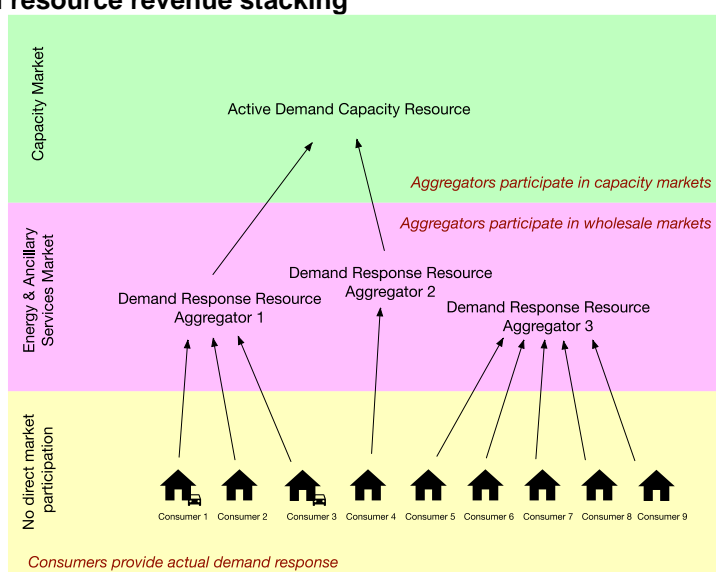 resource revenue stacking
Capacity Market
Active Demand Capacity Resource
Aggregators participate in capacity markets
Energy & Ancillary
Services Market
Aggregators participate in wholesale markets
Demand Response Resource
Aggregator 1
Demand Response Resource
Aggregator 2
Demand Response Resource
Aggregator 3
No direct market
participation
Consumer 1
Consumer 2
Consumer 3
Consumer 4
Consumer 5
Consumer 6
Consumer 7
Consumer 8
Consumer 9
Consumers provide actual demand response